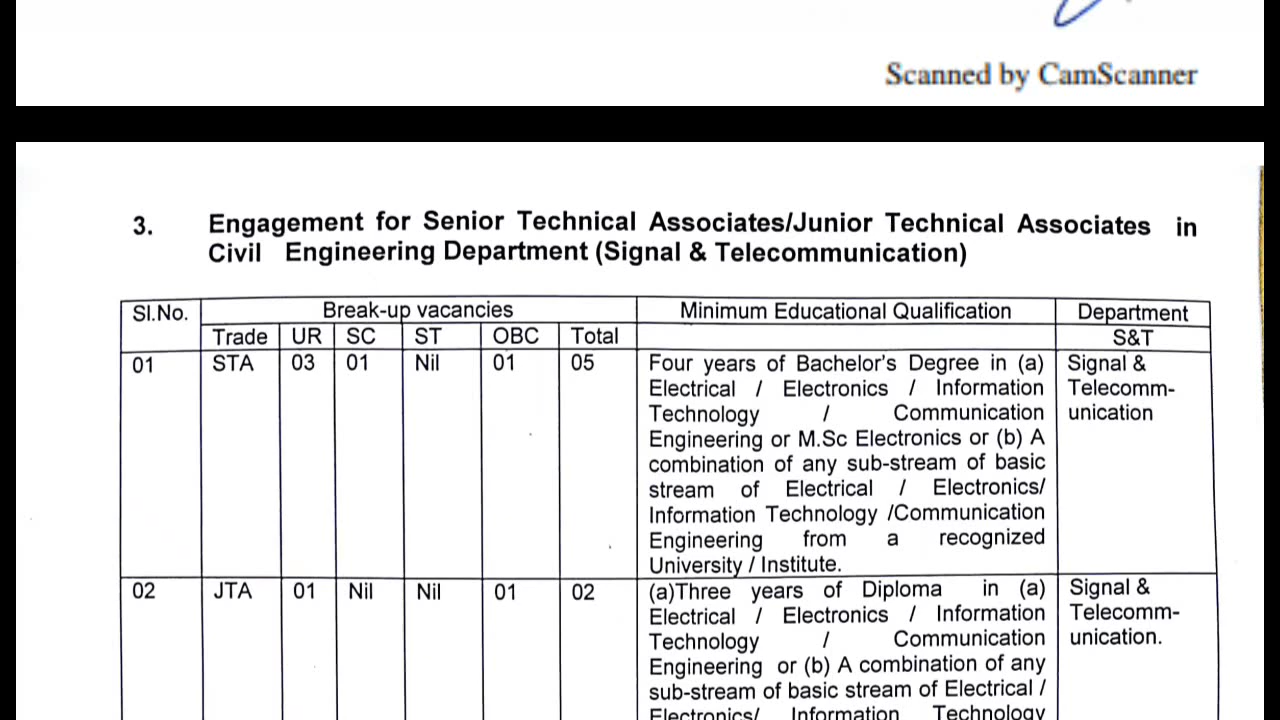 Scanned by CamScanner
3. Engagement for Senior Technical Associates/Junior Technical Associates in
Civil Engineering Department (Signal & Telecommunication)
Sl.No. Break-up vacancies Minimum Educational Qualification Department
Trade UR SC ST OBC Total S&T
01 STA 03 01 Nil 01 05 Four years of Bachelor's Degree in (a) Signal &
Electrical / Electronics / Information Telecomm-
Technology / Communication unication
Engineering or M.Sc Electronics or (b) A
combination of any sub-stream of basic
stream of Electrical / Electronics/
Information Technology /Communication
Engineering from a recognized
University / Institute.
02 JTA 01 Nil Nil 01 02 (a)Three years of Diploma in (a) Signal &
Electrical / Electronics / Information Telecomm-
Technology / Communication unication.
Engineering or (b) A combination of any
sub-stream of basic stream of Electrical /
Electronics/ Information Technology